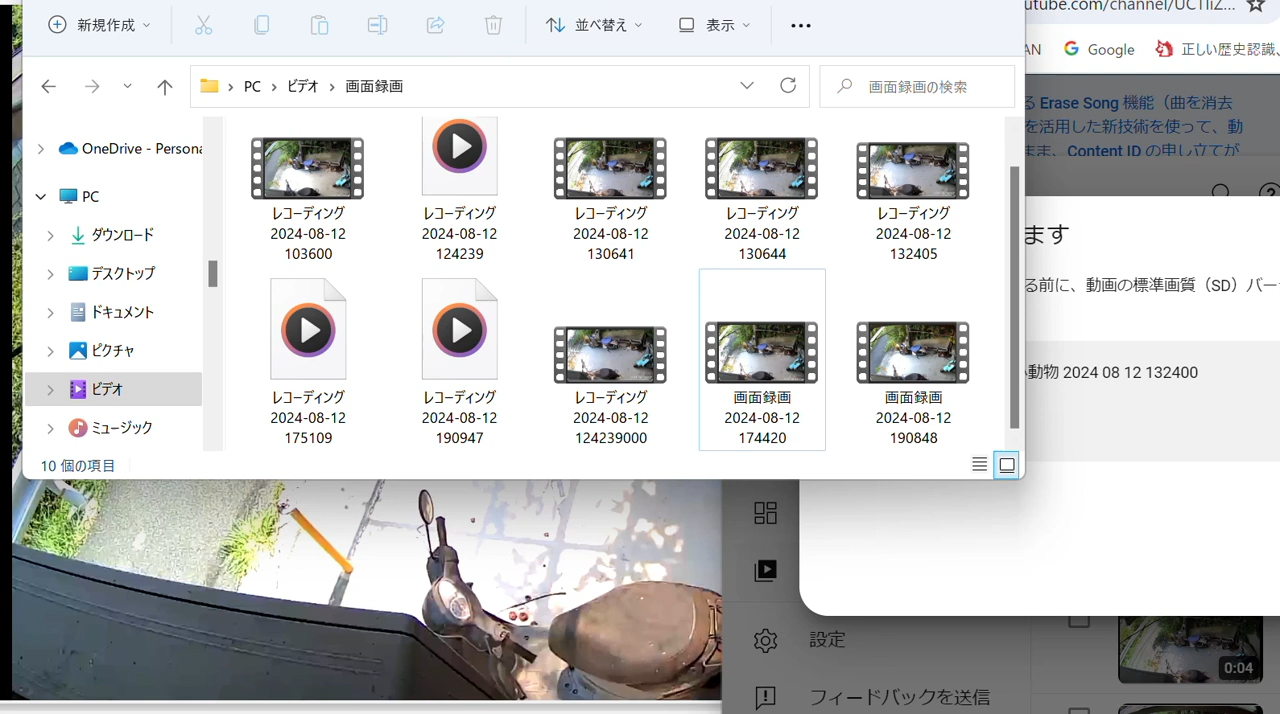 新規作成
並べ替え
表示
PC
ビデオ
画面録画
画面録画の検索
OneDrive - Persona
PC
ダウンロード
デスクトップ
ドキュメント
ピクチャ
ビデオ
ミュージック
レコーディング
2024-08-12
103600
レコーディング
2024-08-12
124239
レコーディング
2024-08-12
130641
レコーディング
2024-08-12
130644
レコーディング
2024-08-12
132405
レコーディング
2024-08-12
175109
レコーディング
2024-08-12
190947
レコーディング
2024-08-12
124239000
画面録画
2024-08-12
174420
画面録画
2024-08-12
190848
10 個の項目
utube.com/channel/UC
AN
Google
正しい歴史認識、
る Erase Song 機能（曲を消去
を活用した新技術を使って、動
まま、Content ID の申し立てが
ます
る前に、動画の標準画質（SD）バー
動物 2024 08 12 132400
設定
フィードバックを送信
0:04